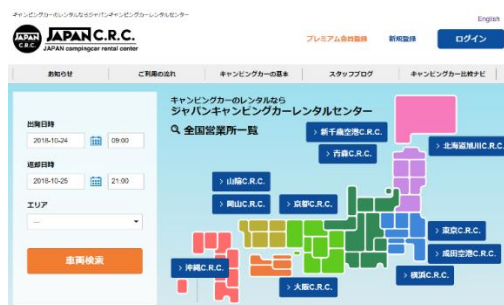 キャンピングカーのレンタルならジャパンキャンピングカーレンタルセンター
English
JAPAN C.R.C.
JAPAN C.R.C.
JAPAN campingcar rental center
プレミアム会員登録
新規登録
ログイン
お知らせ
ご利用の流れ
キャンピングカーの基本
スタッフブログ
キャンピングカー比較ナビ
キャンピングカーのレンタルなら
ジャパンキャンピングカーレンタルセンター
全国営業所一覧
出発日時
2018-10-24
09:00
返却日時
2018-10-25
21:00
エリア
---
車両検索
> 新千歳空港C.R.C.
> 北海道旭川C.R.C.
> 青森C.R.C.
> 山陰C.R.C.
> 岡山C.R.C.
> 京都C.R.C.
> 東京C.R.C.
> 成田空港C.R.C.
> 横浜C.R.C.
> 沖縄C.R.C.
> 大阪C.R.C.